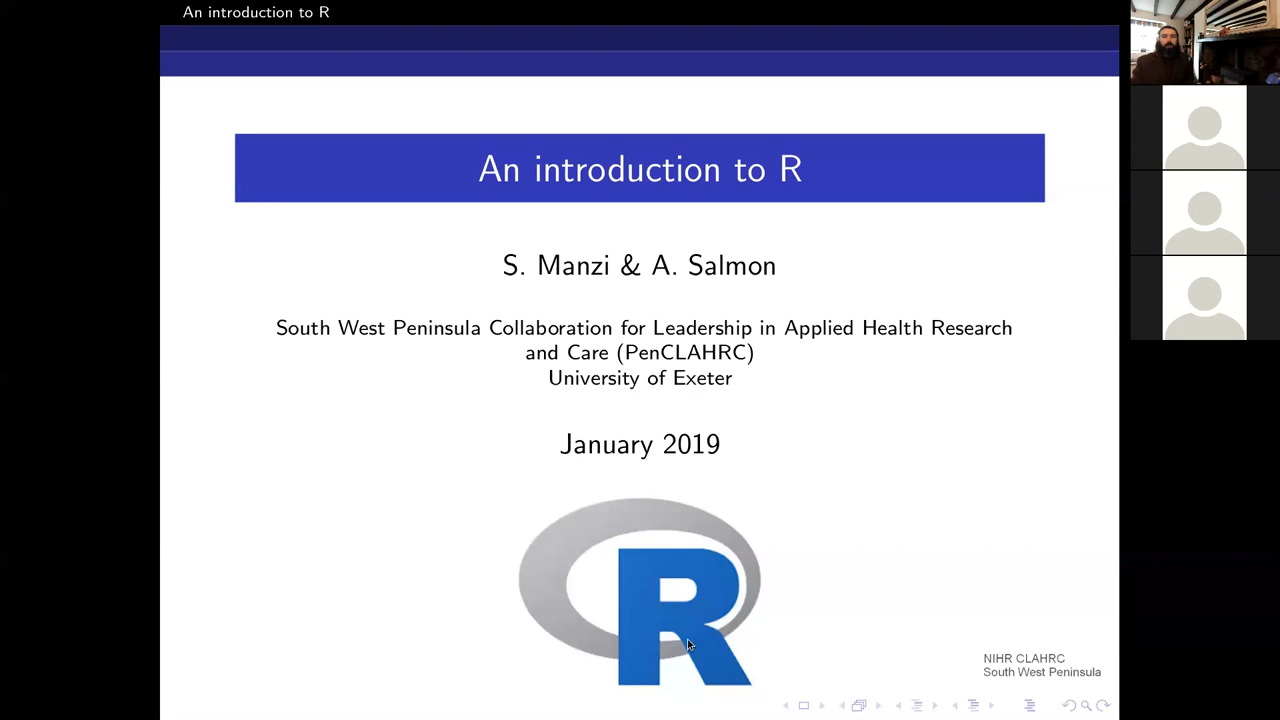 An introduction to R
An introduction to R
S. Manzi & A. Salmon
South West Peninsula Collaboration for Leadership in Applied Health Research
and Care (PenCLAHRC)
University of Exeter
January 2019
R
NIHR CLAHRC
South West Peninsula